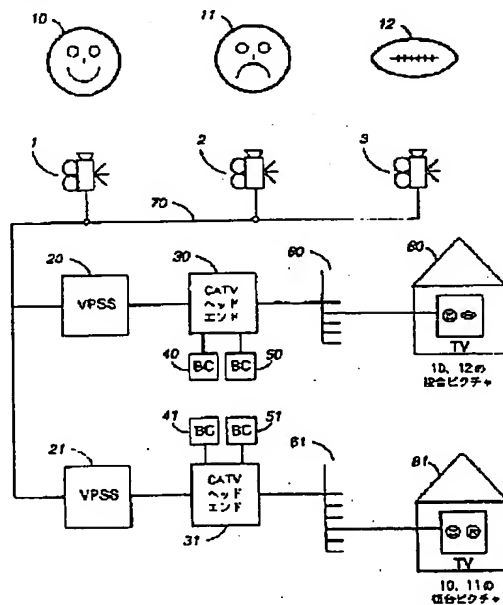 10
11
12
1
2
3
70
20
30
60
80
VPSS
CATV
ヘッド
エンド
TV
BC
BC
40
50
10、12の
複合ピクチャ
41
51
BC
BC
61
21
81
VPSS
CATV
ヘッド
エンド
31
TV
10、11の
複合ピクチャ